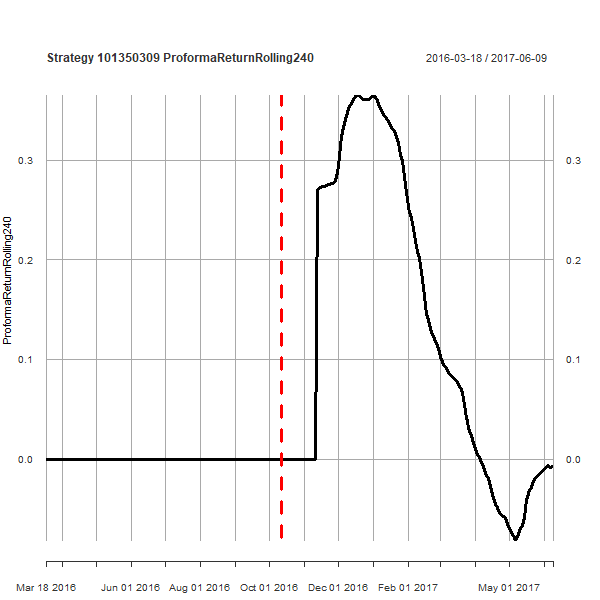 Strategy 101350309 ProformaReturnRolling240
2016-03-18 / 2017-06-09
ProformaReturnRolling240
0.3
0.3
0.2
0.2
0.1
0.1
0.0
0.0
Mar 18 2016
Jun 01 2016
Aug 01 2016
Oct 01 2016
Dec 01 2016
Feb 01 2017
May 01 2017